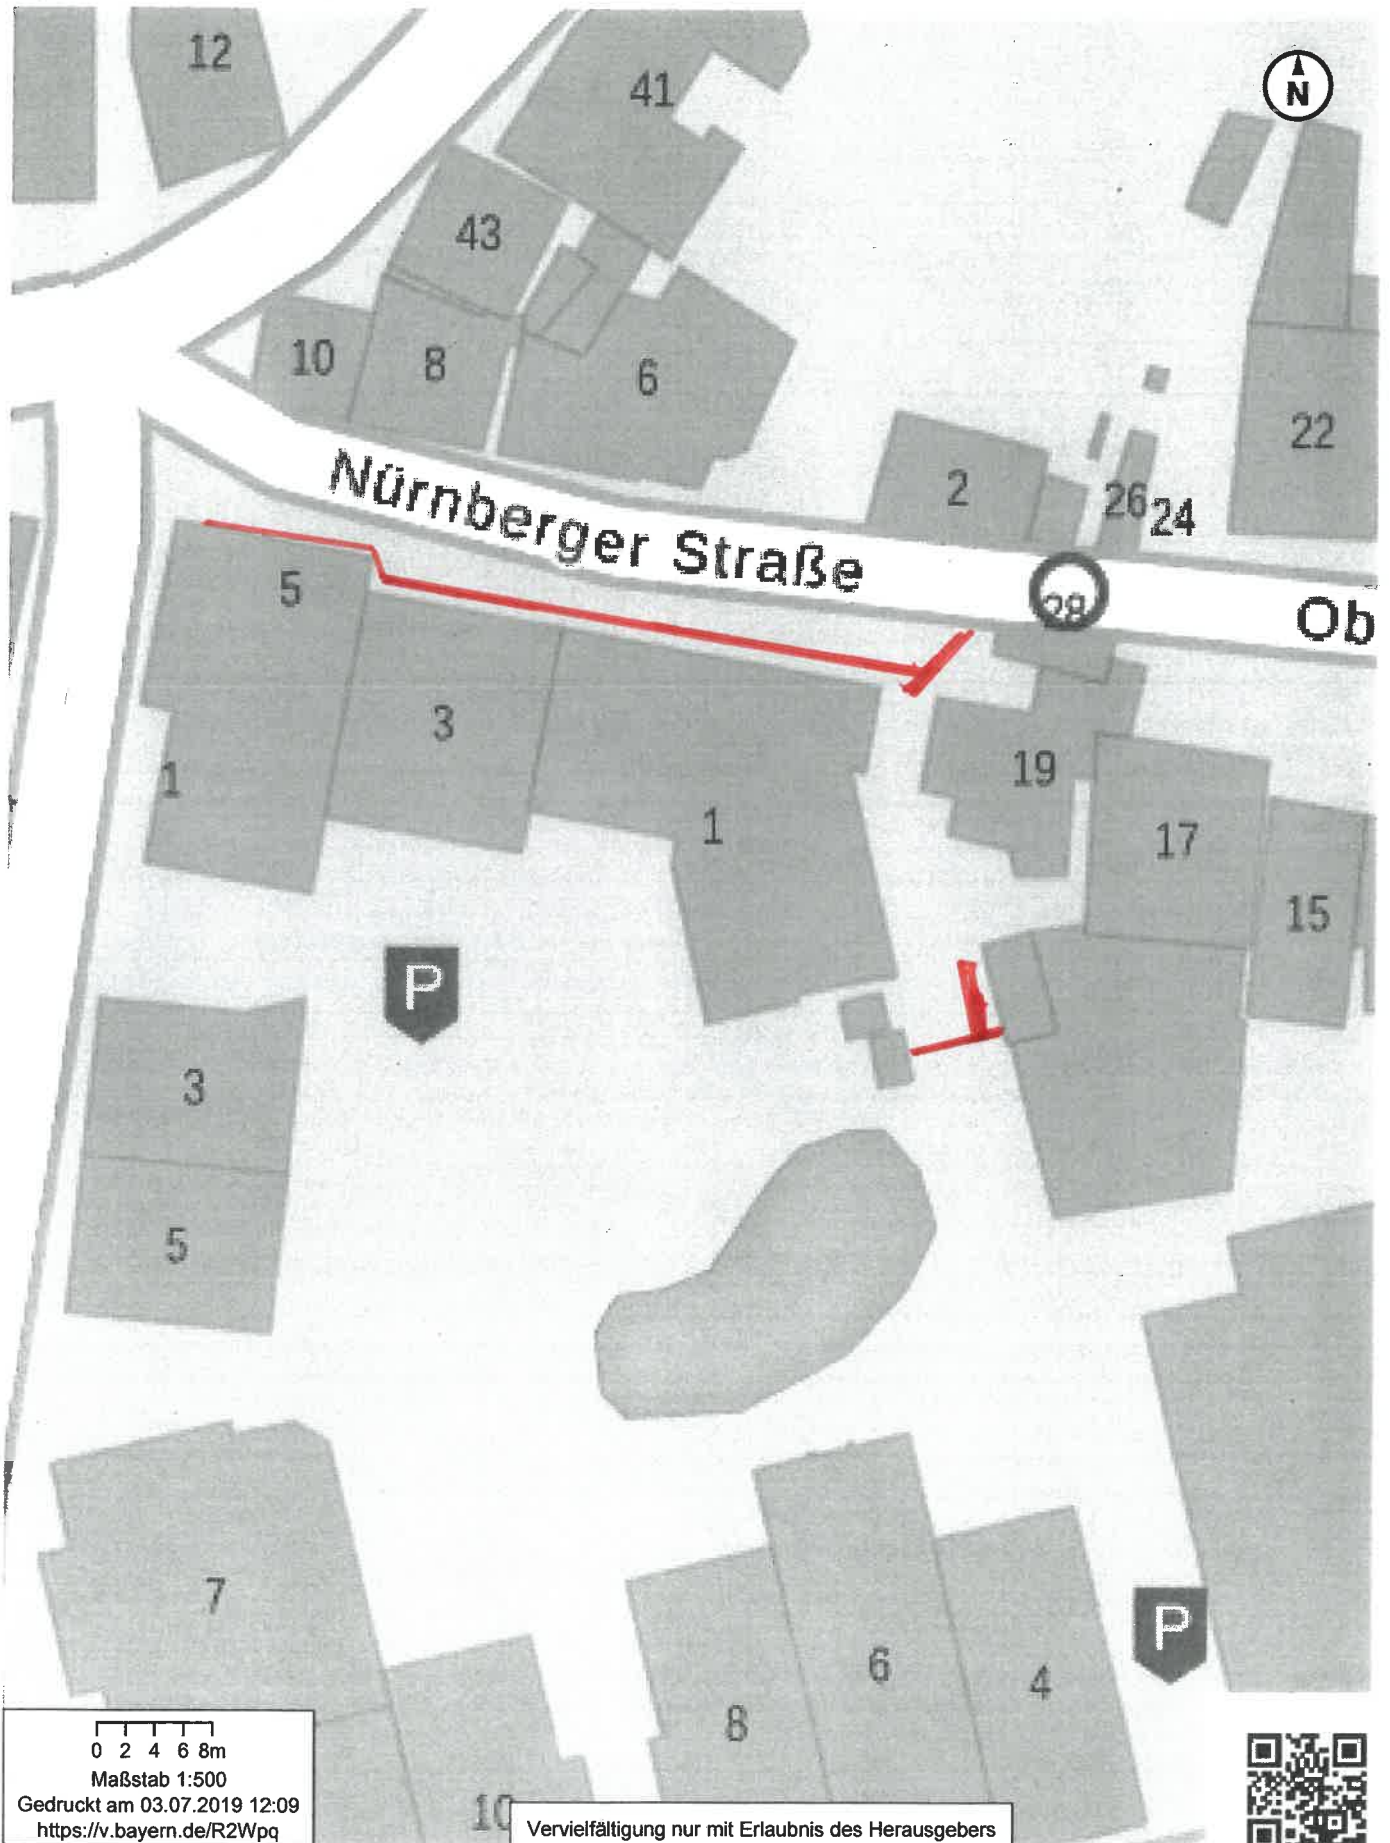 12
41
N
43
10
8
6
22
2
26
24
Nürnberger Straße
28
Ob
5
3
1
1
19
17
15
P
3
5
7
6
4
P
8
10
0 2 4 6 8m
Maßstab 1:500
Gedruckt am 03.07.2019 12:09
https://v.bayern.de/R2Wpq
Vervielfältigung nur mit Erlaubnis des Herausgebers